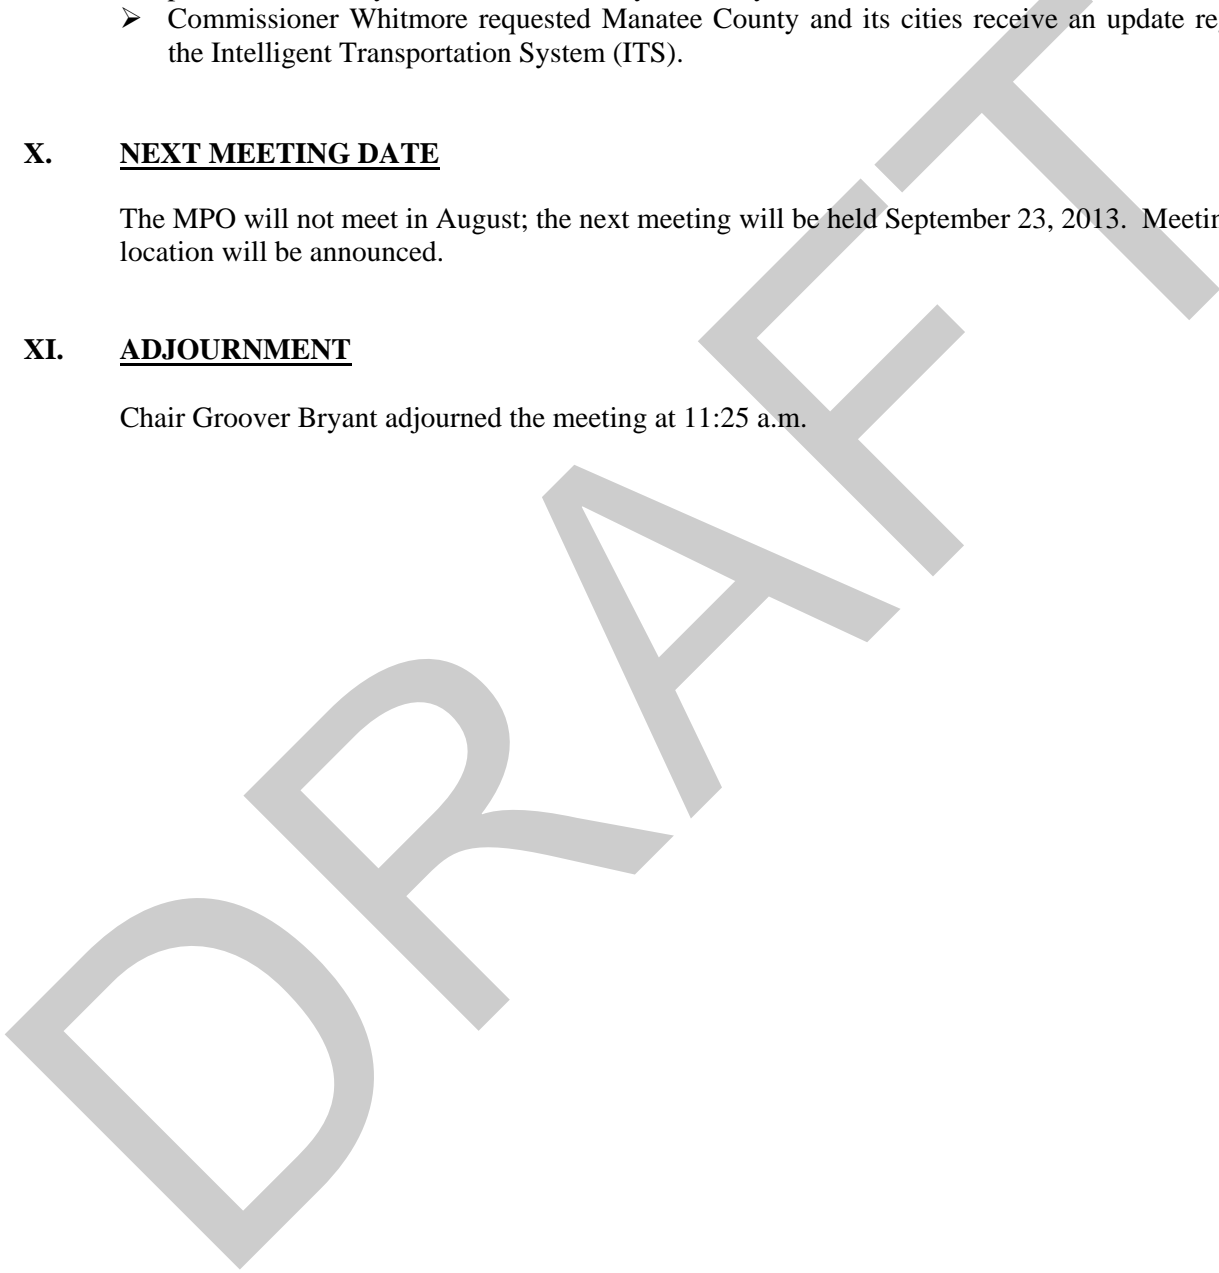 ➢ Commissioner Whitmore requested Manatee County and its cities receive an update
the Intelligent Transportation System (ITS).
X. NEXT MEETING DATE
The MPO will not meet in August; the next meeting will be held September 23, 2013. Meetin
location will be announced.
XI. ADJOURNMENT
Chair Groover Bryant adjourned the meeting at 11:25 a.m.
DRAFT